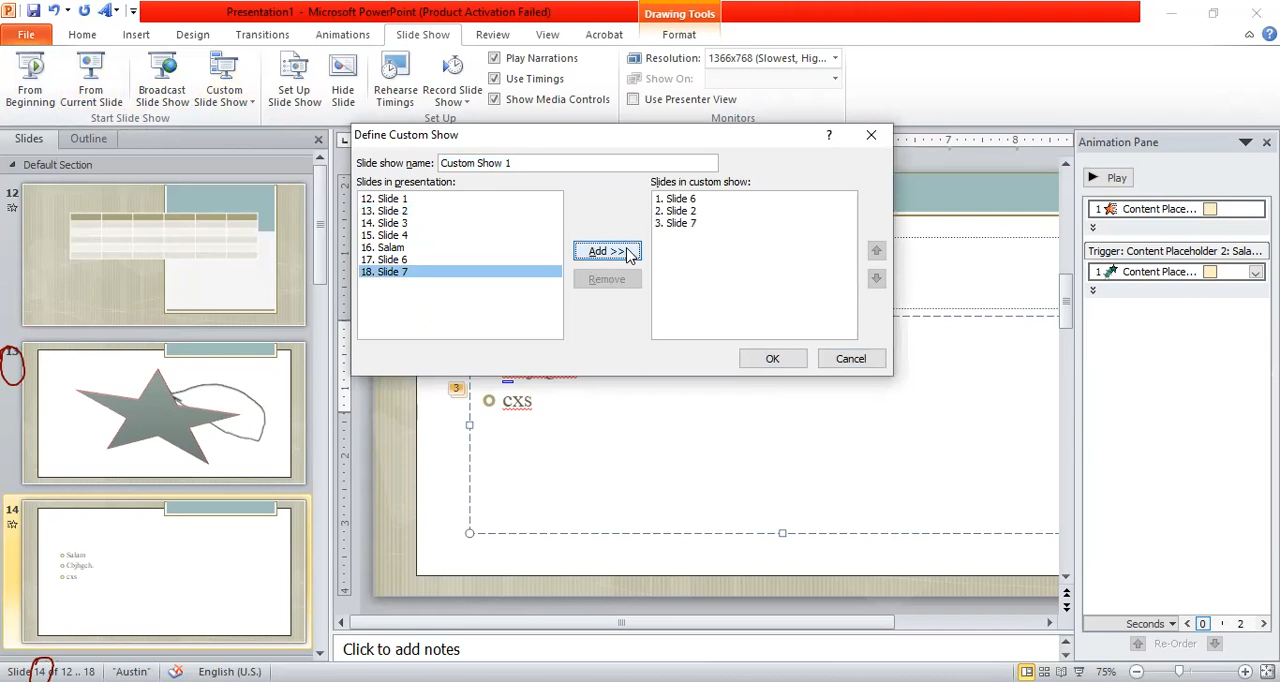 Presentation1 - Microsoft PowerPoint (Product Activation Failed)
Drawing Tools
File Home Insert Design Transitions Animations Slide Show Review View Acrobat Format
From Beginning
From Current Slide
Broadcast Slide Show
Custom Slide Show
Set Up Slide Show
Hide Slide
Rehearse Timings
Record Slide Show
Play Narrations
Use Timings
Show Media Controls
Resolution: 1366x768 (Slowest, Hig...
Show On:
Use Presenter View
Start Slide Show
Set Up
Monitors
Slides Outline
Default Section
12
13
14
Salam
Cbjhgch.
cxs
Define Custom Show
Slide show name: Custom Show 1
Slides in presentation:
12. Slide 1
13. Slide 2
14. Slide 3
15. Slide 4
16. Salam
17. Slide 6
18. Slide 7
Add >>
Remove
Slides in custom show:
1. Slide 6
2. Slide 2
3. Slide 7
OK Cancel
7 8
3
cxs
Animation Pane
Play
1 Content Place...
Trigger: Content Placeholder 2: Sala...
1 Content Place...
Seconds 0 2
Re-Order
Click to add notes
Slide 14 of 12 .. 18 "Austin" English (U.S.) 75%